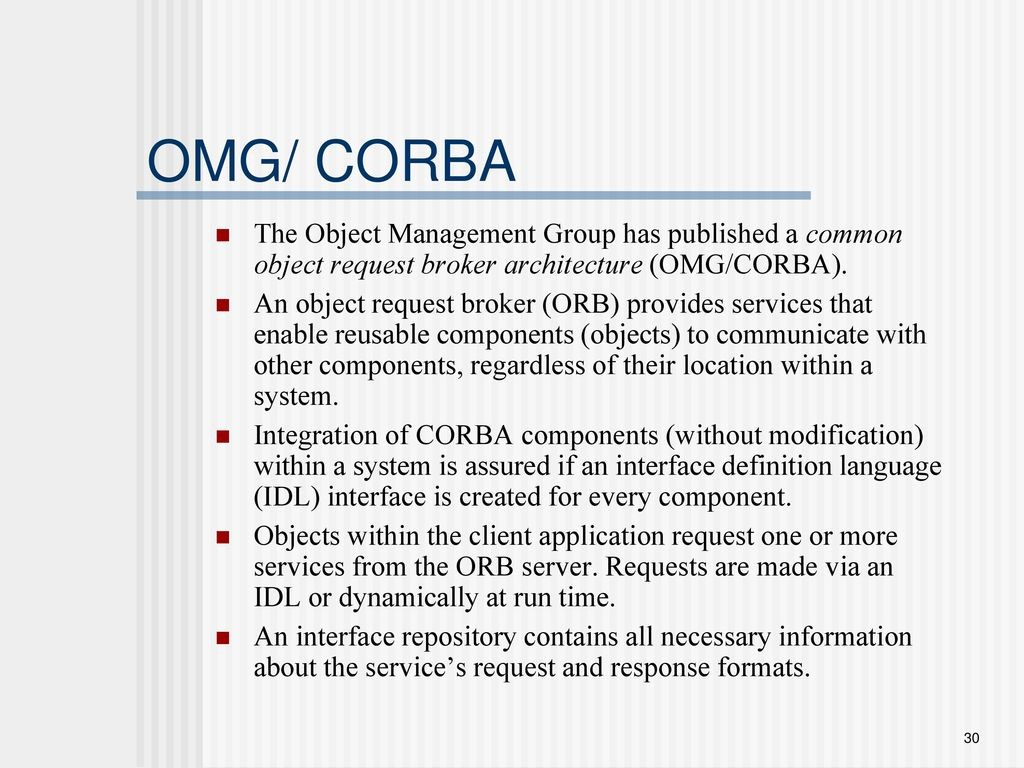 OMG/ CORBA
The Object Management Group has published a common
object request broker architecture (OMG/CORBA).
An object request broker (ORB) provides services that
enable reusable components (objects) to communicate with
other components, regardless of their location within a
system.
Integration of CORBA components (without modification)
within a system is assured if an interface definition language
(IDL) interface is created for every component.
Objects within the client application request one or more
services from the ORB server. Requests are made via an
IDL or dynamically at run time.
An interface repository contains all necessary information
about the service’s request and response formats.
30